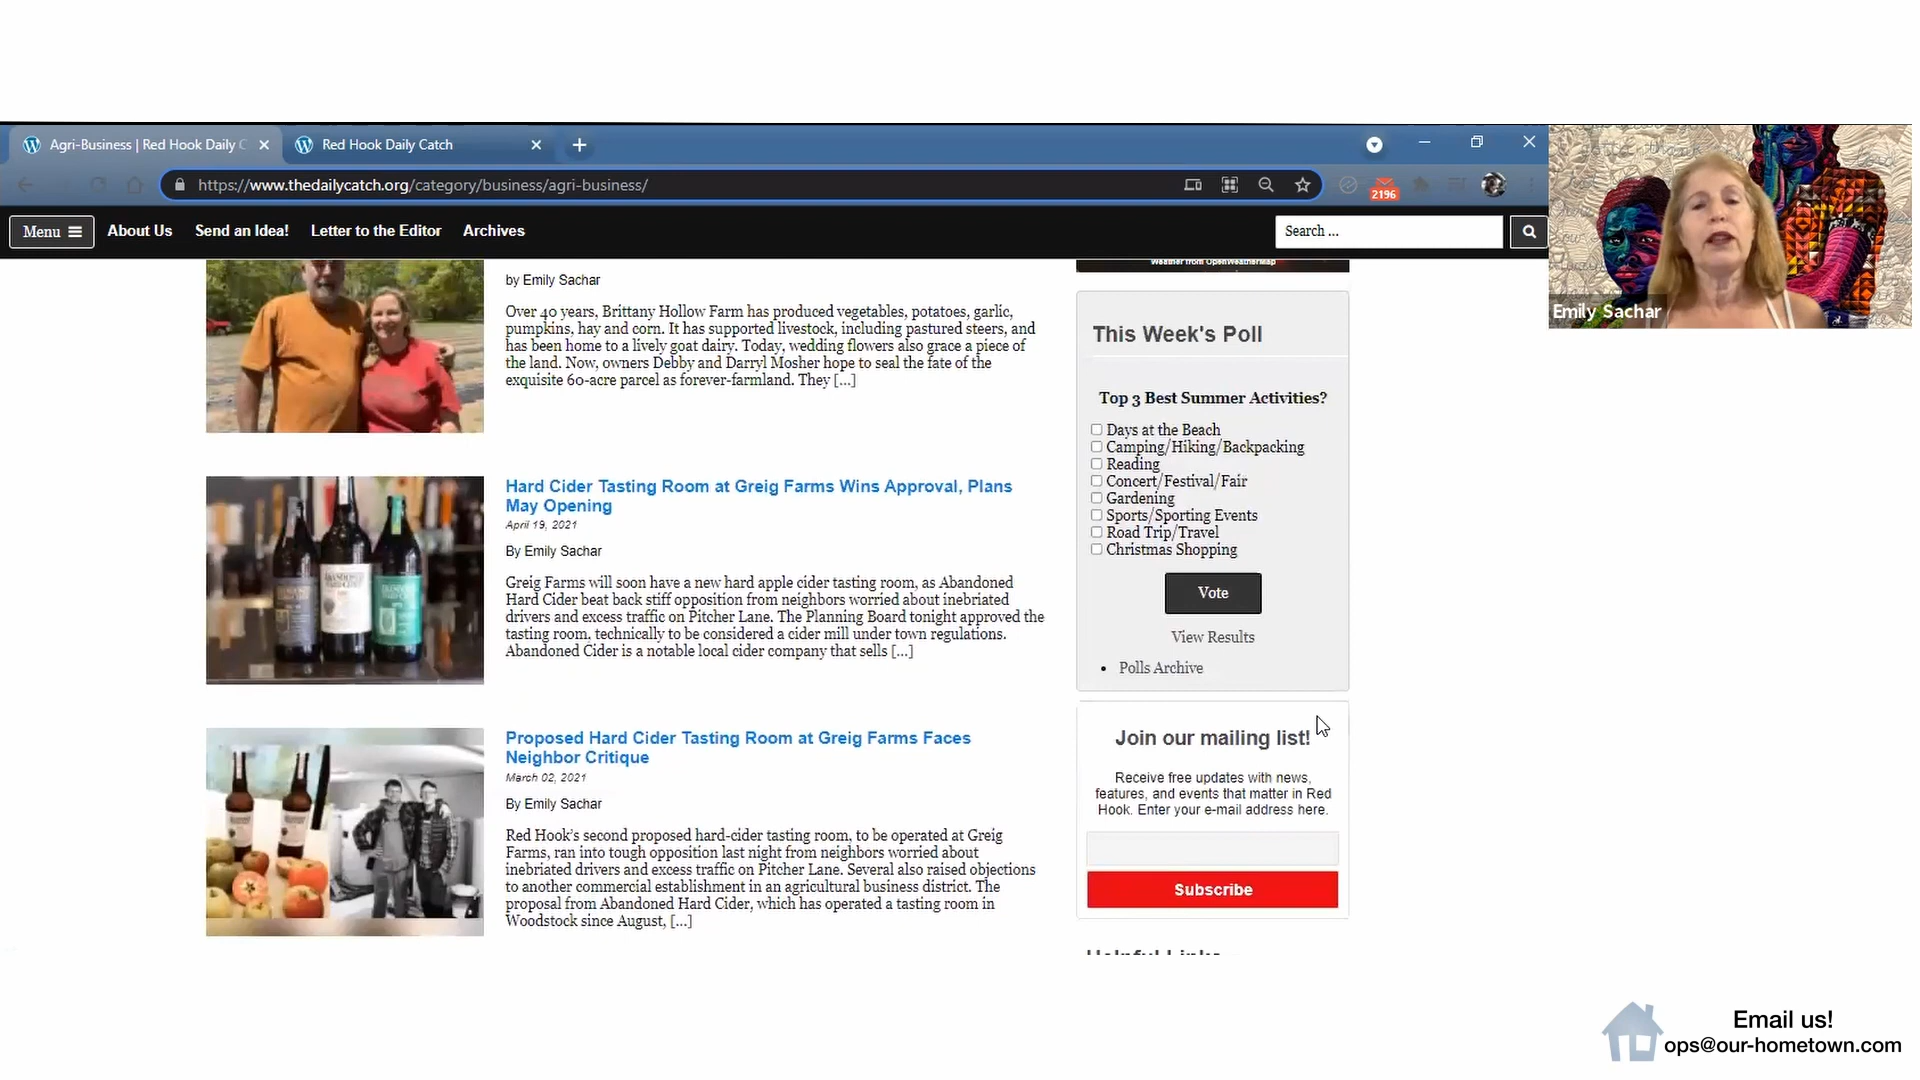 Agri-Business | Red Hook Daily C
Red Hook Daily Catch
https://www.thedailycatch.org/category/business/agri-business/
2196
Menu
About Us
Send an Idea!
Letter to the Editor
Archives
Search ...
Emily Sachar
by Emily Sachar
Over 40 years, Brittany Hollow Farm has produced vegetables, potatoes, garlic,
pumpkins, hay and corn. It has supported livestock, including pastured steers, and
has been home to a lively goat dairy. Today, wedding flowers also grace a piece of
the land. Now, owners Debby and Darryl Mosher hope to seal the fate of the
exquisite 60-acre parcel as forever-farmland. They [...]
Hard Cider Tasting Room at Greig Farms Wins Approval, Plans
May Opening
April 19, 2021
By Emily Sachar
Greig Farms will soon have a new hard apple cider tasting room, as Abandoned
Hard Cider beat back stiff opposition from neighbors worried about inebriated
drivers and excess traffic on Pitcher Lane. The Planning Board tonight approved the
tasting room, technically to be considered a cider mill under town regulations.
Abandoned Cider is a notable local cider company that sells [...]
Proposed Hard Cider Tasting Room at Greig Farms Faces
Neighbor Critique
March 02, 2021
By Emily Sachar
Red Hook's second proposed hard-cider tasting room, to be operated at Greig
Farms, ran into tough opposition last night from neighbors worried about
inebriated drivers and excess traffic on Pitcher Lane. Several also raised objections
to another commercial establishment in an agricultural business district. The
proposal from Abandoned Hard Cider, which has operated a tasting room in
Woodstock since August, [...]
Weather from OpenWeatherMap
This Week's Poll
Top 3 Best Summer Activities?
Days at the Beach
Camping/Hiking/Backpacking
Reading
Concert/Festival/Fair
Gardening
Sports/Sporting Events
Road Trip/Travel
Christmas Shopping
Vote
View Results
Polls Archive
Join our mailing list!
Receive free updates with news,
features, and events that matter in Red
Hook. Enter your e-mail address here.
Subscribe
Helpful Links
Email us!
ops@our-hometown.com